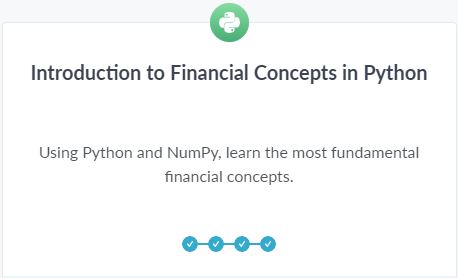 Introduction to Financial Concepts in Python
Using Python and NumPy, learn the most fundamental
financial concepts.